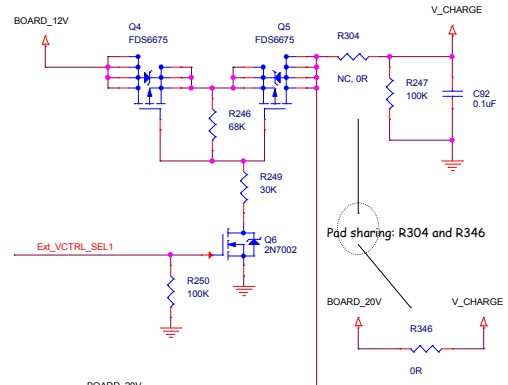 V_CHARGE
BOARD_12V
Q4
FDS6675
Q5
FDS6675
R304
NC, 0R
R247
100K
C92
0.1uF
R246
68K
R249
30K
Q6
2N7002
Ext_VCTRL_SEL1
R250
100K
Pad sharing: R304 and R346
BOARD_20V
V_CHARGE
R346
0R
BOARD_20V